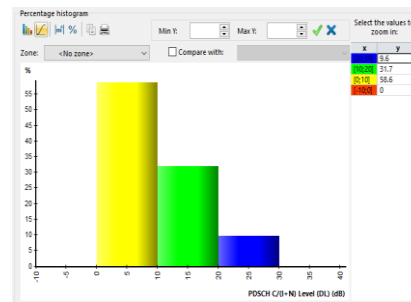 Percentage histogram
% Min Y: Max Y:
Select the values to
zoom in:
Zone: <No zone> Compare with:
x y
9.6
[10;20[ 31.7
[0;10[ 58.6
[-10;0[ 0
%
55
50
45
40
35
30
25
20
15
10
5
0
-10 -5 0 5 10 15 20 25 30 35 40
PDSCH C/(I+N) Level (DL) (dB)